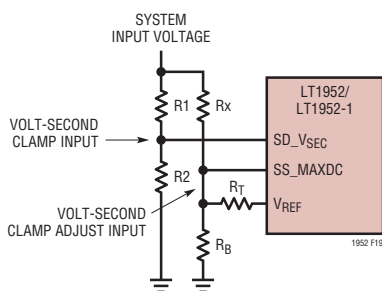 SYSTEM
INPUT VOLTAGE
R1
Rx
LT1952/
LT1952-1
VOLT-SECOND
CLAMP INPUT
SD_VSEC
SS_MAXDC
R2
RT
VREF
VOLT-SECOND
CLAMP ADJUST INPUT
RB
1952 F19